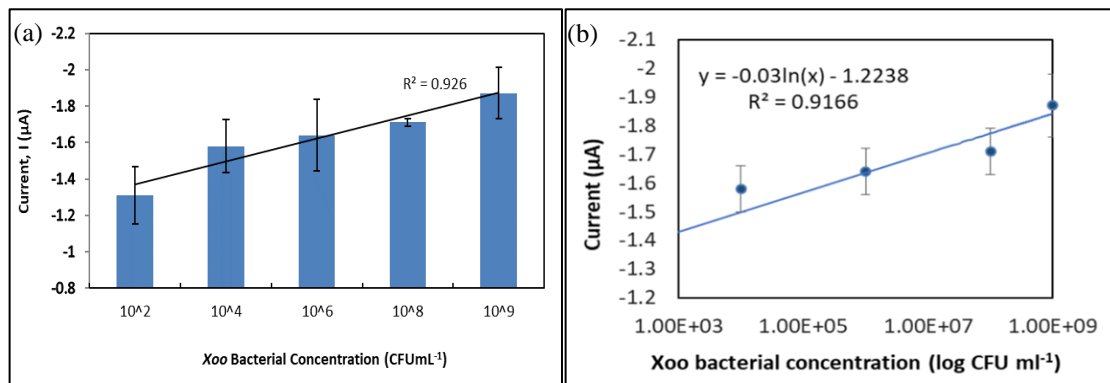 (a)
-2.2
-2
-1.8
-1.6
-1.4
-1.2
-1
-0.8
Current, I (µA)
R² = 0.926
10^2 10^4 10^6 10^8 10^9
Xoo Bacterial Concentration (CFUmL⁻¹)
(b)
-2.1
-2
-1.9
-1.8
-1.7
-1.6
-1.5
-1.4
-1.3
-1.2
Current (µA)
y = -0.03ln(x) - 1.2238
R² = 0.9166
1.00E+03 1.00E+05 1.00E+07 1.00E+09
Xoo bacterial concentration (log CFU ml⁻¹)